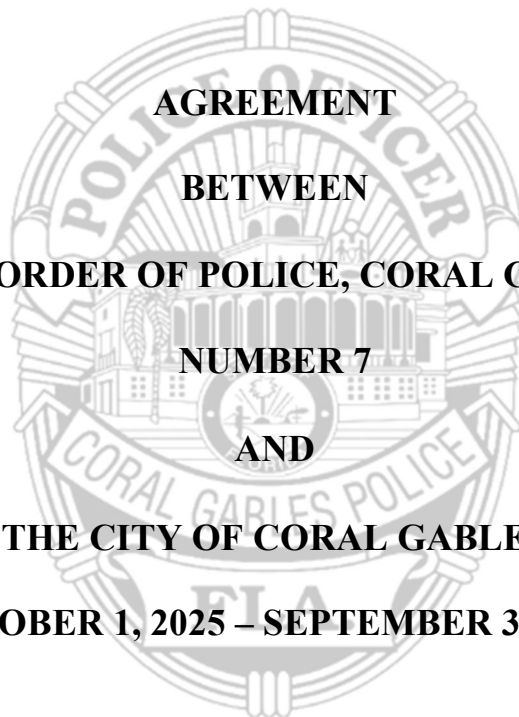 AGREEMENT
BETWEEN
ORDER OF POLICE, CORAL
NUMBER 7
AND
THE CITY OF CORAL GABLE
OBER 1, 2025 – SEPTEMBER 3
POLICE OFFICER
CORAL GABLES POLICE
FLA